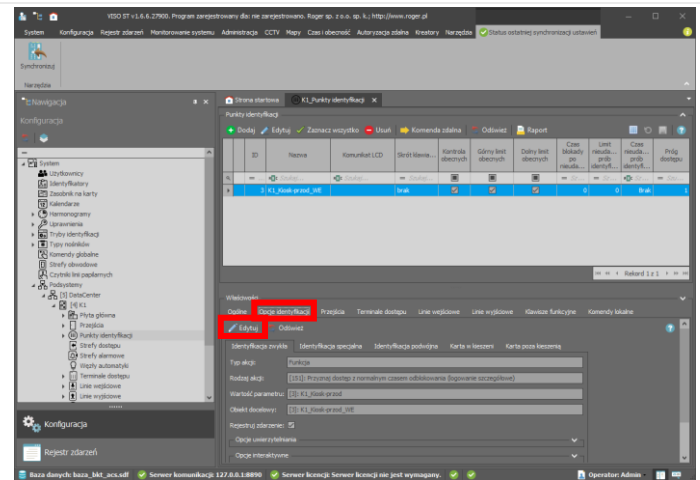 VISO ST v1.6.6.27900. Program zarejestrowany dla: nie zarejestrowano. Roger sp. z o.o. sp. k.; http://www.roger.pl
System Konfiguracja Rejestr zdarzeń Monitorowanie systemu Administracja CCTV Mapy Czas i obecność Autoryzacja zdalna Kreatory Narzędzia Status ostatniej synchronizacji ustawień
Synchronizuj
Narzędzia
Nawigacja
Strona startowa K1_Punkty identyfikacji
Konfiguracja
Punkty identyfikacji
Dodaj Edytuj Zaznacz wszystko Usuń Komenda zdalna Odśwież Raport
ID Nazwa Komunikat LCD Skrót klawia... Kontrola obecnych Górny limit obecnych Dolny limit obecnych Czas blokady po nieuda... Limit nieuda... prób identyfi... Czas nieuda... prób identyfi... Próg dostępu
3 K1_Kiosk-przod_WE brak 0 0 Brak 1
System
Użytkownicy
Identyfikatory
Zasobnik na karty
Kalendarze
Harmonogramy
Uprawnienia
Tryby identyfikacji
Typy nośników
Komendy globalne
Strefy obwodowe
Czytniki linii papilarnych
Podsystemy
[3] DataCenter
[4] K1
Płyta główna
Przejścia
Punkty identyfikacji
Strefy dostępu
Strefy alarmowe
Węzły automatyki
Terminale dostępu
Linie wejściowe
Linie wyjściowe
Rekord 1 z 1
Właściwości
Ogólne Opcje identyfikacji Przejścia Terminale dostępu Linie wejściowe Linie wyjściowe Klawisze funkcyjne Komendy lokalne
Edytuj Odśwież
Identyfikacja zwykła Identyfikacja specjalna Identyfikacja podwójna Karta w kieszeni Karta poza kieszenią
Typ akcji: Funkcja
Rodzaj akcji: [151]: Przyznaj dostęp z normalnym czasem odblokowania (logowanie szczegółowe)
Wartość parametru: [3]: K1_Kiosk-przod
Obiekt docelowy: [3]: K1_Kiosk-przod_WE
Rejestruj zdarzenie:
Opcje uwierzytelniania
Opcje interaktywne
Konfiguracja
Rejestr zdarzeń
Baza danych: baza_bkt_acs.sdf Serwer komunikacji: 127.0.0.1:8890 Serwer licencji: Serwer licencji nie jest wymagany. Operator: Admin